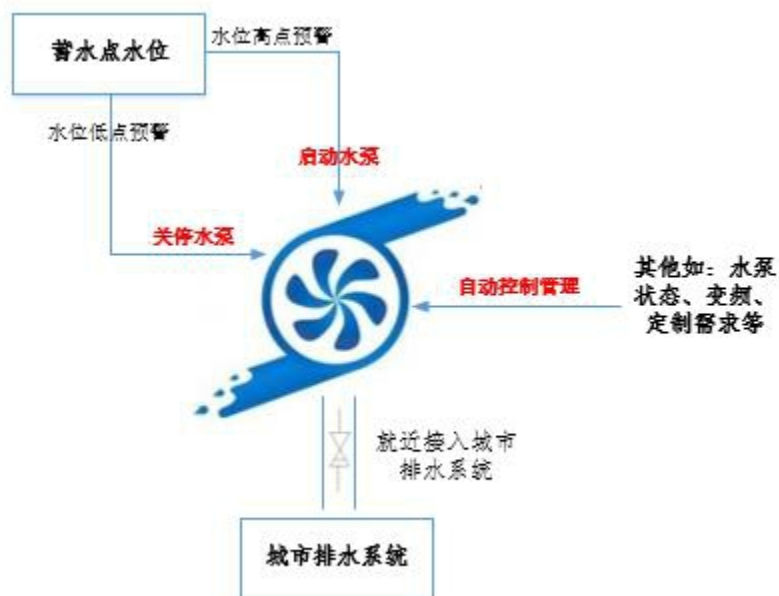 蓄水点水位
水位高点预警
水位低点预警
启动水泵
关停水泵
自动控制管理
其他如：水泵
状态、变频、
定制需求等
就近接入城市
排水系统
城市排水系统